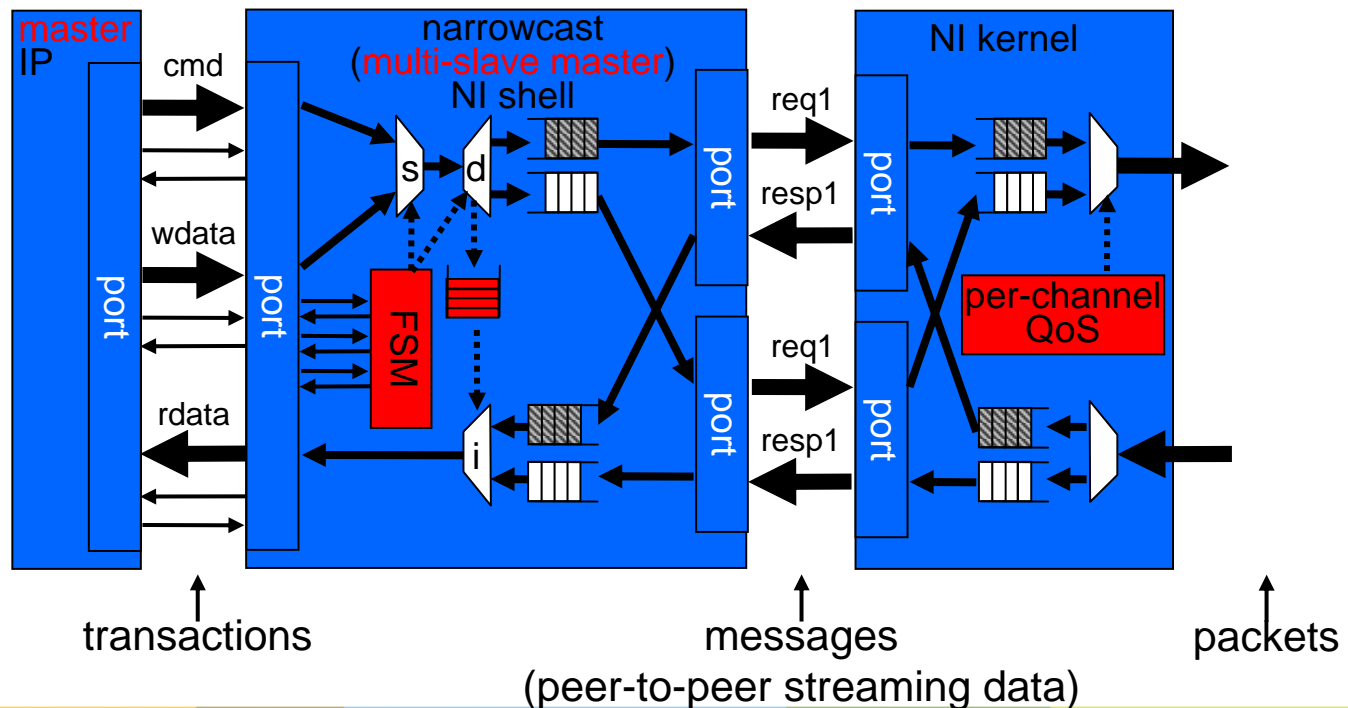 master
IP
narrowcast
(multi-slave master)
NI shell
NI kernel
cmd
wdata
rdata
port
port
s
d
i
FSM
port
port
req1
resp1
req1
resp1
port
port
per-channel
QoS
transactions
messages
(peer-to-peer streaming data)
packets